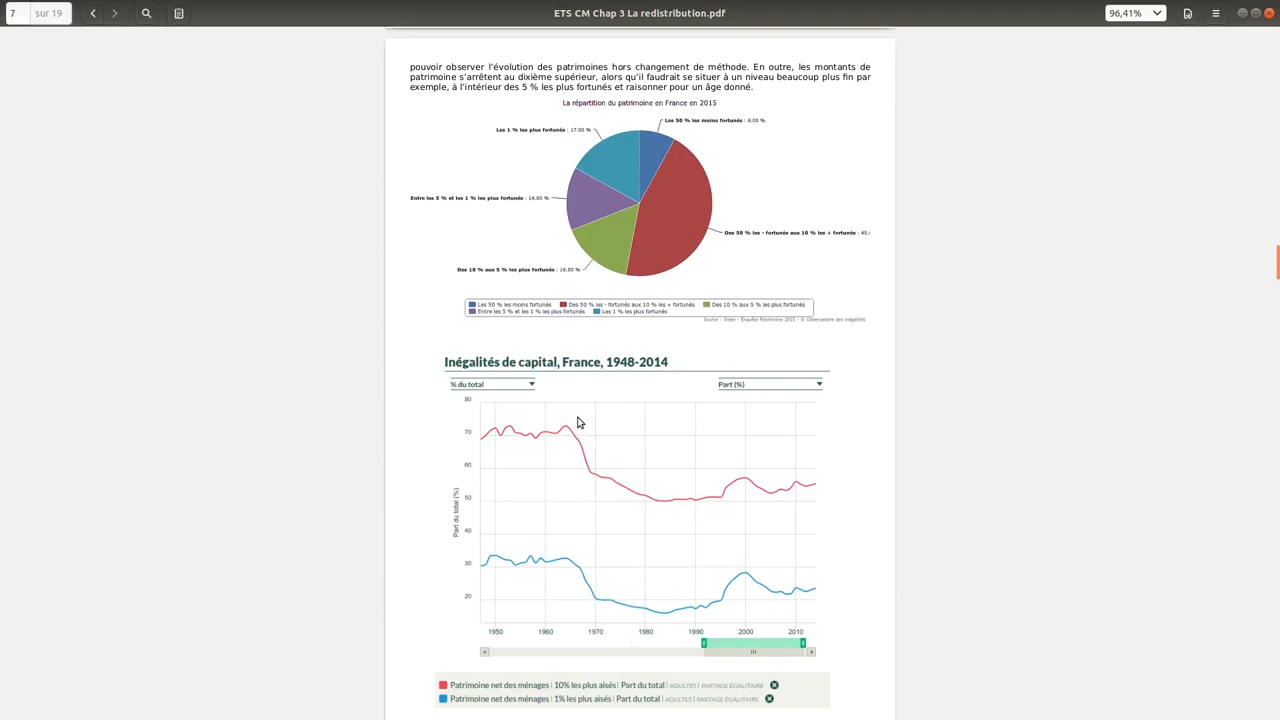 7 sur 19
ETS CM Chap 3 La redistribution.pdf
96,41%
pouvoir observer l'évolution des patrimoines hors changement de méthode. En outre, les montants de
patrimoine s'arrêtent au dixième supérieur, alors qu'il faudrait se situer à un niveau beaucoup plus fin par
exemple, à l'intérieur des 5 % les plus fortunés et raisonner pour un âge donné.
La répartition du patrimoine en France en 2015
Les 50 % les moins fortunés : 8.00 %
Les 1 % les plus fortunés : 17.00 %
Entre les 5 % et les 1 % les plus fortunés : 14.00 %
Des 50 % les - fortunés aux 10 % les + fortunés : 45.
Des 10 % aux 5 % les plus fortunés : 16.00 %
Les 50 % les moins fortunés Des 50 % les - fortunés aux 10 % les + fortunés Des 10 % aux 5 % les plus fortunés
Entre les 5 % et les 1 % les plus fortunés Les 1 % les plus fortunés
Source : Insee - Enquête Patrimoine 2015 - © Observatoire des inégalités
Inégalités de capital, France, 1948-2014
% du total Part (%)
80
70
60
50
40
30
20
Part du total (%)
1950 1960 1970 1980 1990 2000 2010
Patrimoine net des ménages | 10% les plus aisés | Part du total | ADULTES | PARTAGE ÉGALITAIRE
Patrimoine net des ménages | 1% les plus aisés | Part du total | ADULTES | PARTAGE ÉGALITAIRE